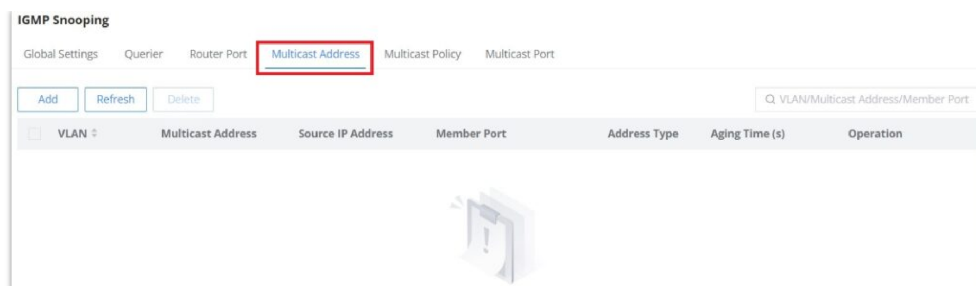 IGMP Snooping
Global Settings Querier Router Port Multicast Address Multicast Policy Multicast Port
Add Refresh Delete VLAN/Multicast Address/Member Port
VLAN Multicast Address Source IP Address Member Port Address Type Aging Time (s) Operation